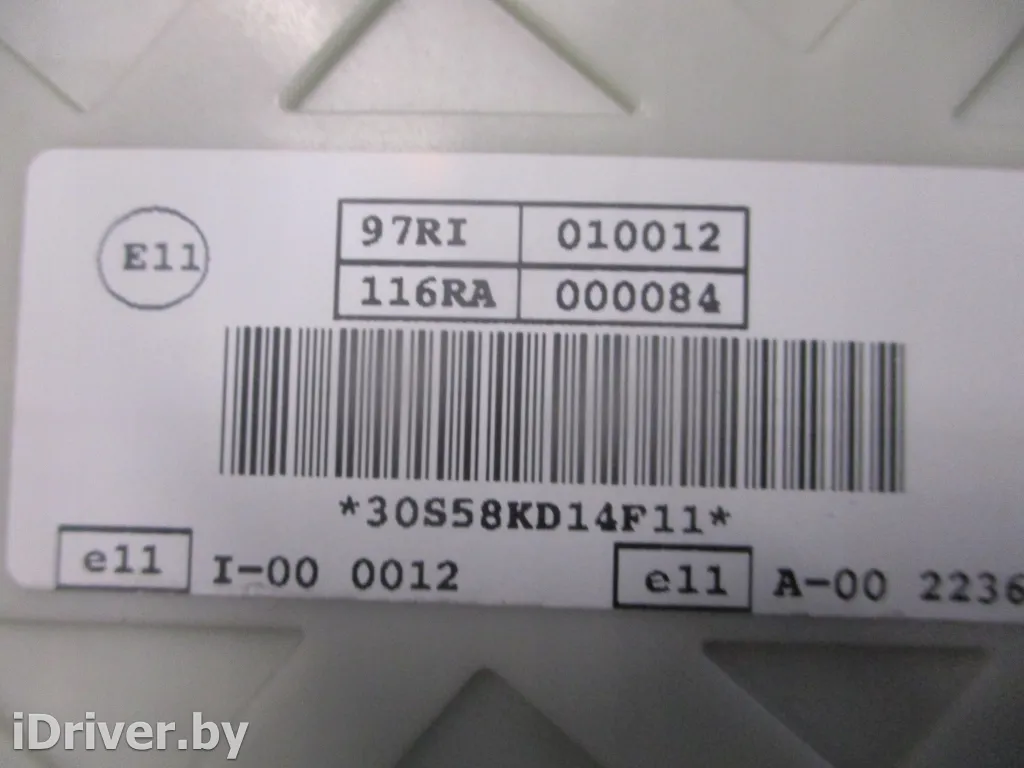 E11
97RI 010012
116RA 000084
*30S58KD14F11*
e11 I-00 0012 e11 A-00 2236
iDriver.by